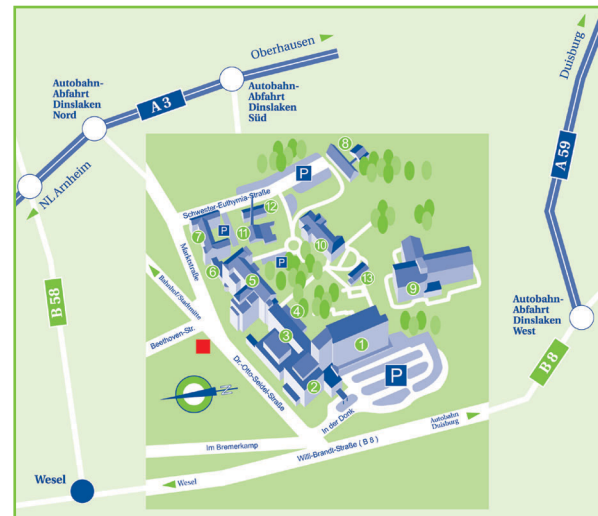 Oberhausen
Duisburg
Autobahn-
Abfahrt
Dinslaken
Nord
A 3
Autobahn-
Abfahrt
Dinslaken
Süd
A 59
NL Arnheim
8
P
Schwester-Euthymia-Straße
12
7
P
11
10
Marktstraße
6
P
13
5
9
B 58
Bahnhof/Stadtmitte
4
Autobahn-
Abfahrt
Dinslaken
West
Beethoven-Str.
3
1
2
P
N
Dr.-Otto-Seidel-Straße
B 8
In der Donk
Autobahn
Duisburg
im Bremerkamp
Willi-Brandt-Straße ( B 8 )
Wesel
Wesel